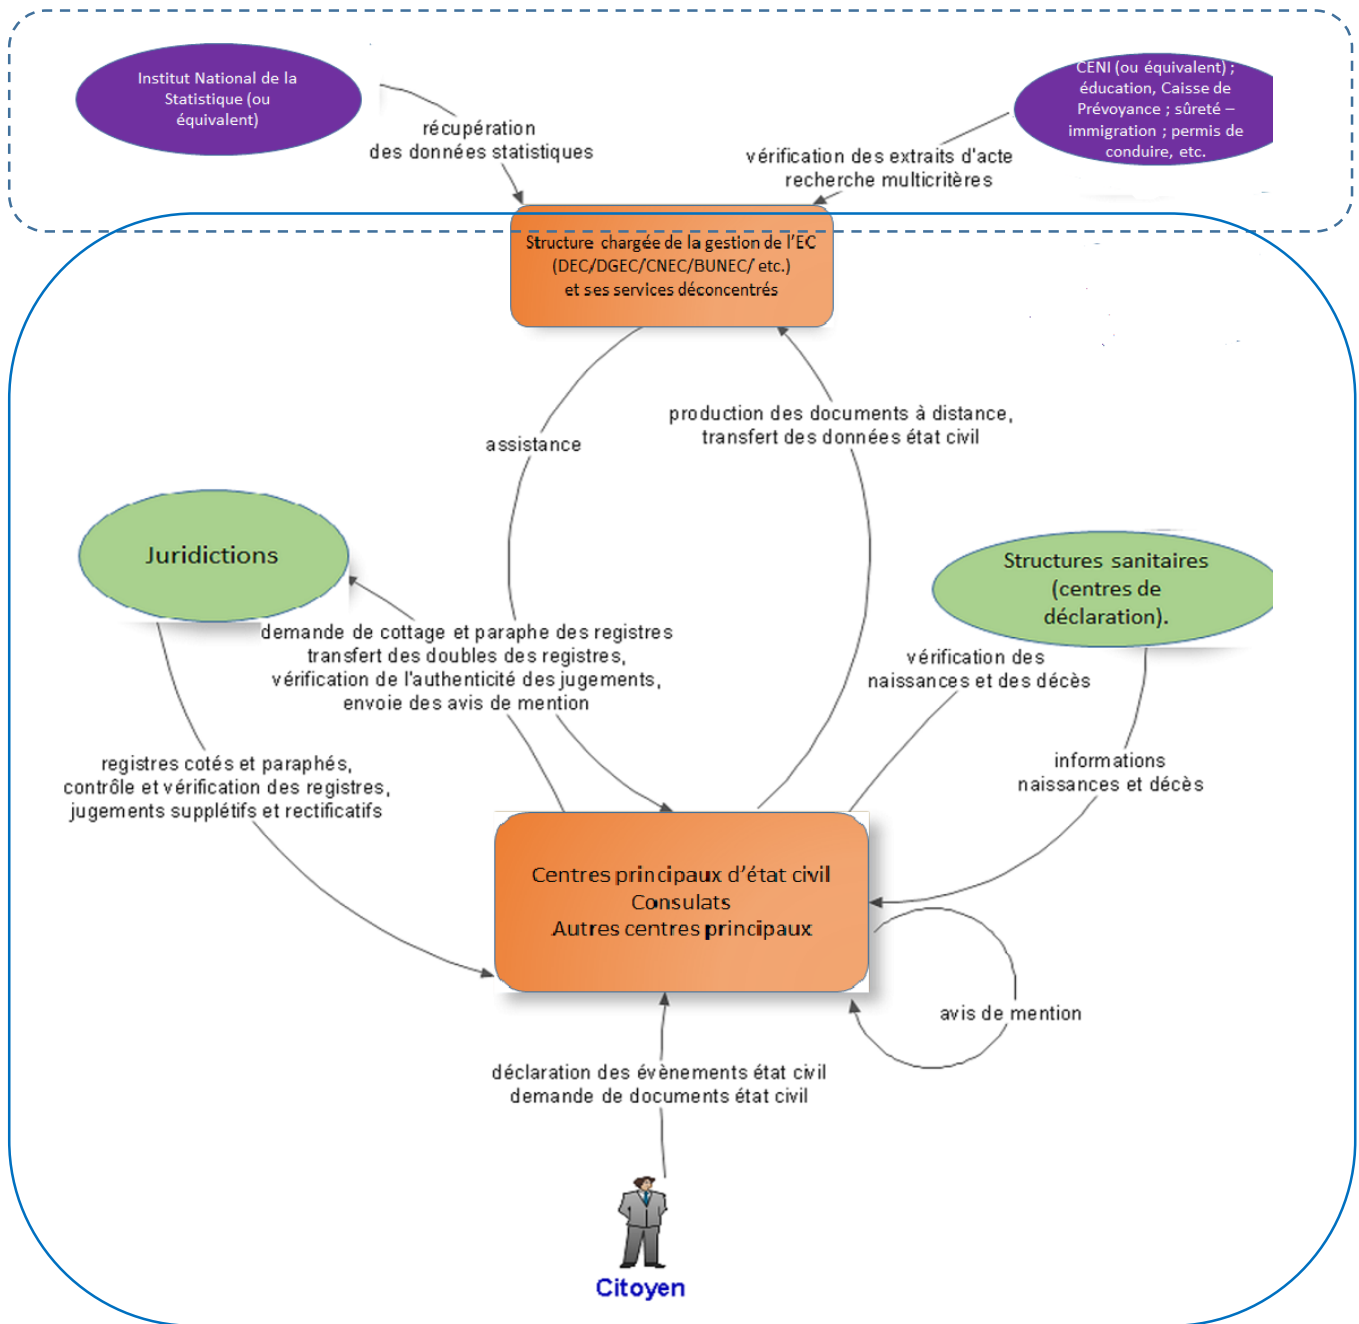 Institut National de la
Statistique (ou
équivalent)
CENI (ou équivalent) ;
éducation, Caisse de
Prévoyance ; sûreté –
immigration ; permis de
conduire, etc.
récupération
des données statistiques
vérification des extraits d'acte
recherche multicritères
Structure chargée de la gestion de l'EC
(DEC/DGEC/CNEC/BUNEC/ etc.)
et ses services déconcentrés
assistance
production des documents à distance,
transfert des données état civil
Juridictions
Structures sanitaires
(centres de
déclaration).
demande de cottage et paraphe des registres
transfert des doubles des registres,
vérification de l'authenticité des jugements,
envoie des avis de mention
vérification des
naissances et des décès
registres cotés et paraphés,
contrôle et vérification des registres,
jugements supplétifs et rectificatifs
informations
naissances et décès
Centres principaux d'état civil
Consulats
Autres centres principaux
avis de mention
déclaration des évènements état civil
demande de documents état civil
Citoyen